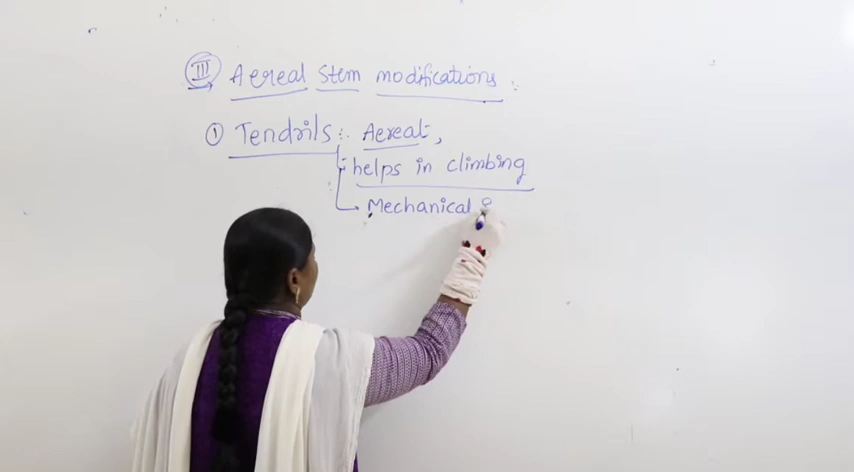 III Aereal Stem modifications
① Tendrils :. Aereal,
: helps in climbing
Mechanical